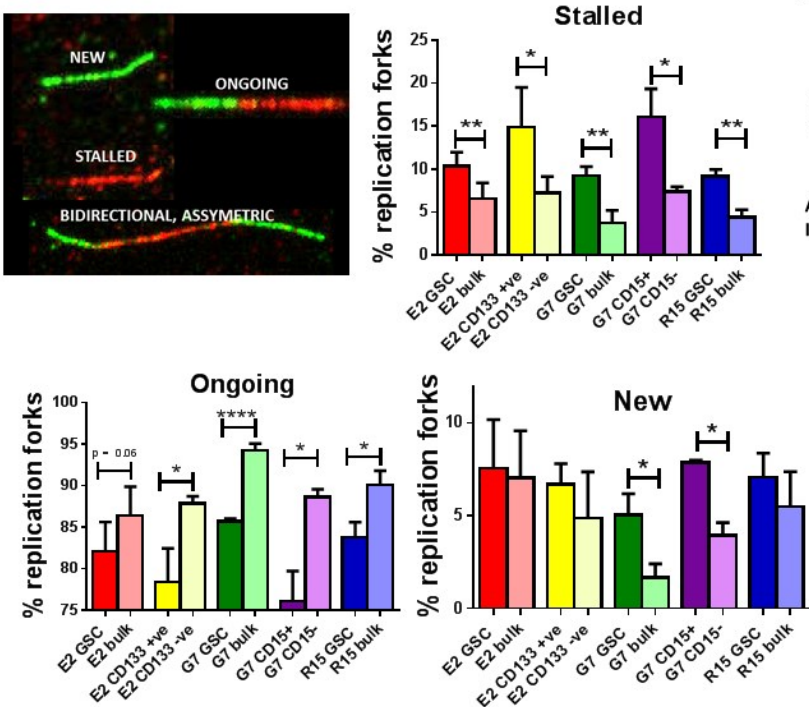 NEW
ONGOING
STALLED
BIDIRECTIONAL, ASSYMETRIC
Stalled
% replication forks
25
20
15
10
5
0
**
*
**
*
**
E2 GSC
E2 bulk
E2 CD133 +ve
E2 CD133 -ve
G7 GSC
G7 bulk
G7 CD15+
G7 CD15-
R15 GSC
R15 bulk
Ongoing
% replication forks
100
95
90
85
80
75
p = 0.06
*
****
*
*
E2 GSC
E2 bulk
E2 CD133 +ve
E2 CD133 -ve
G7 GSC
G7 bulk
G7 CD15+
G7 CD15-
R15 GSC
R15 bulk
New
% replication forks
10
5
0
*
*
E2 GSC
E2 bulk
E2 CD133 +ve
E2 CD133 -ve
G7 GSC
G7 bulk
G7 CD15+
G7 CD15-
R15 GSC
R15 bulk